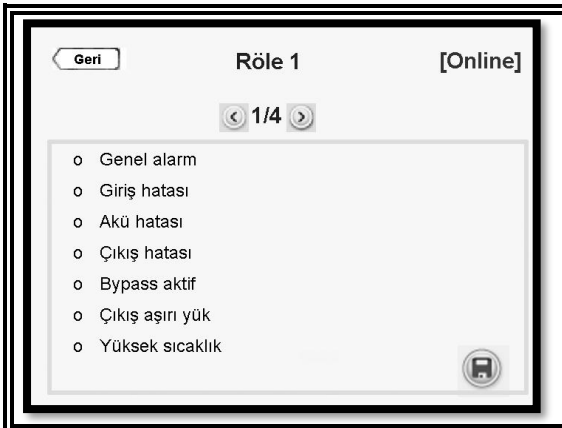 Geri Röle 1 [Online]
1/4
o Genel alarm
o Giriş hatası
o Akü hatası
o Çıkış hatası
o Bypass aktif
o Çıkış aşırı yük
o Yüksek sıcaklık